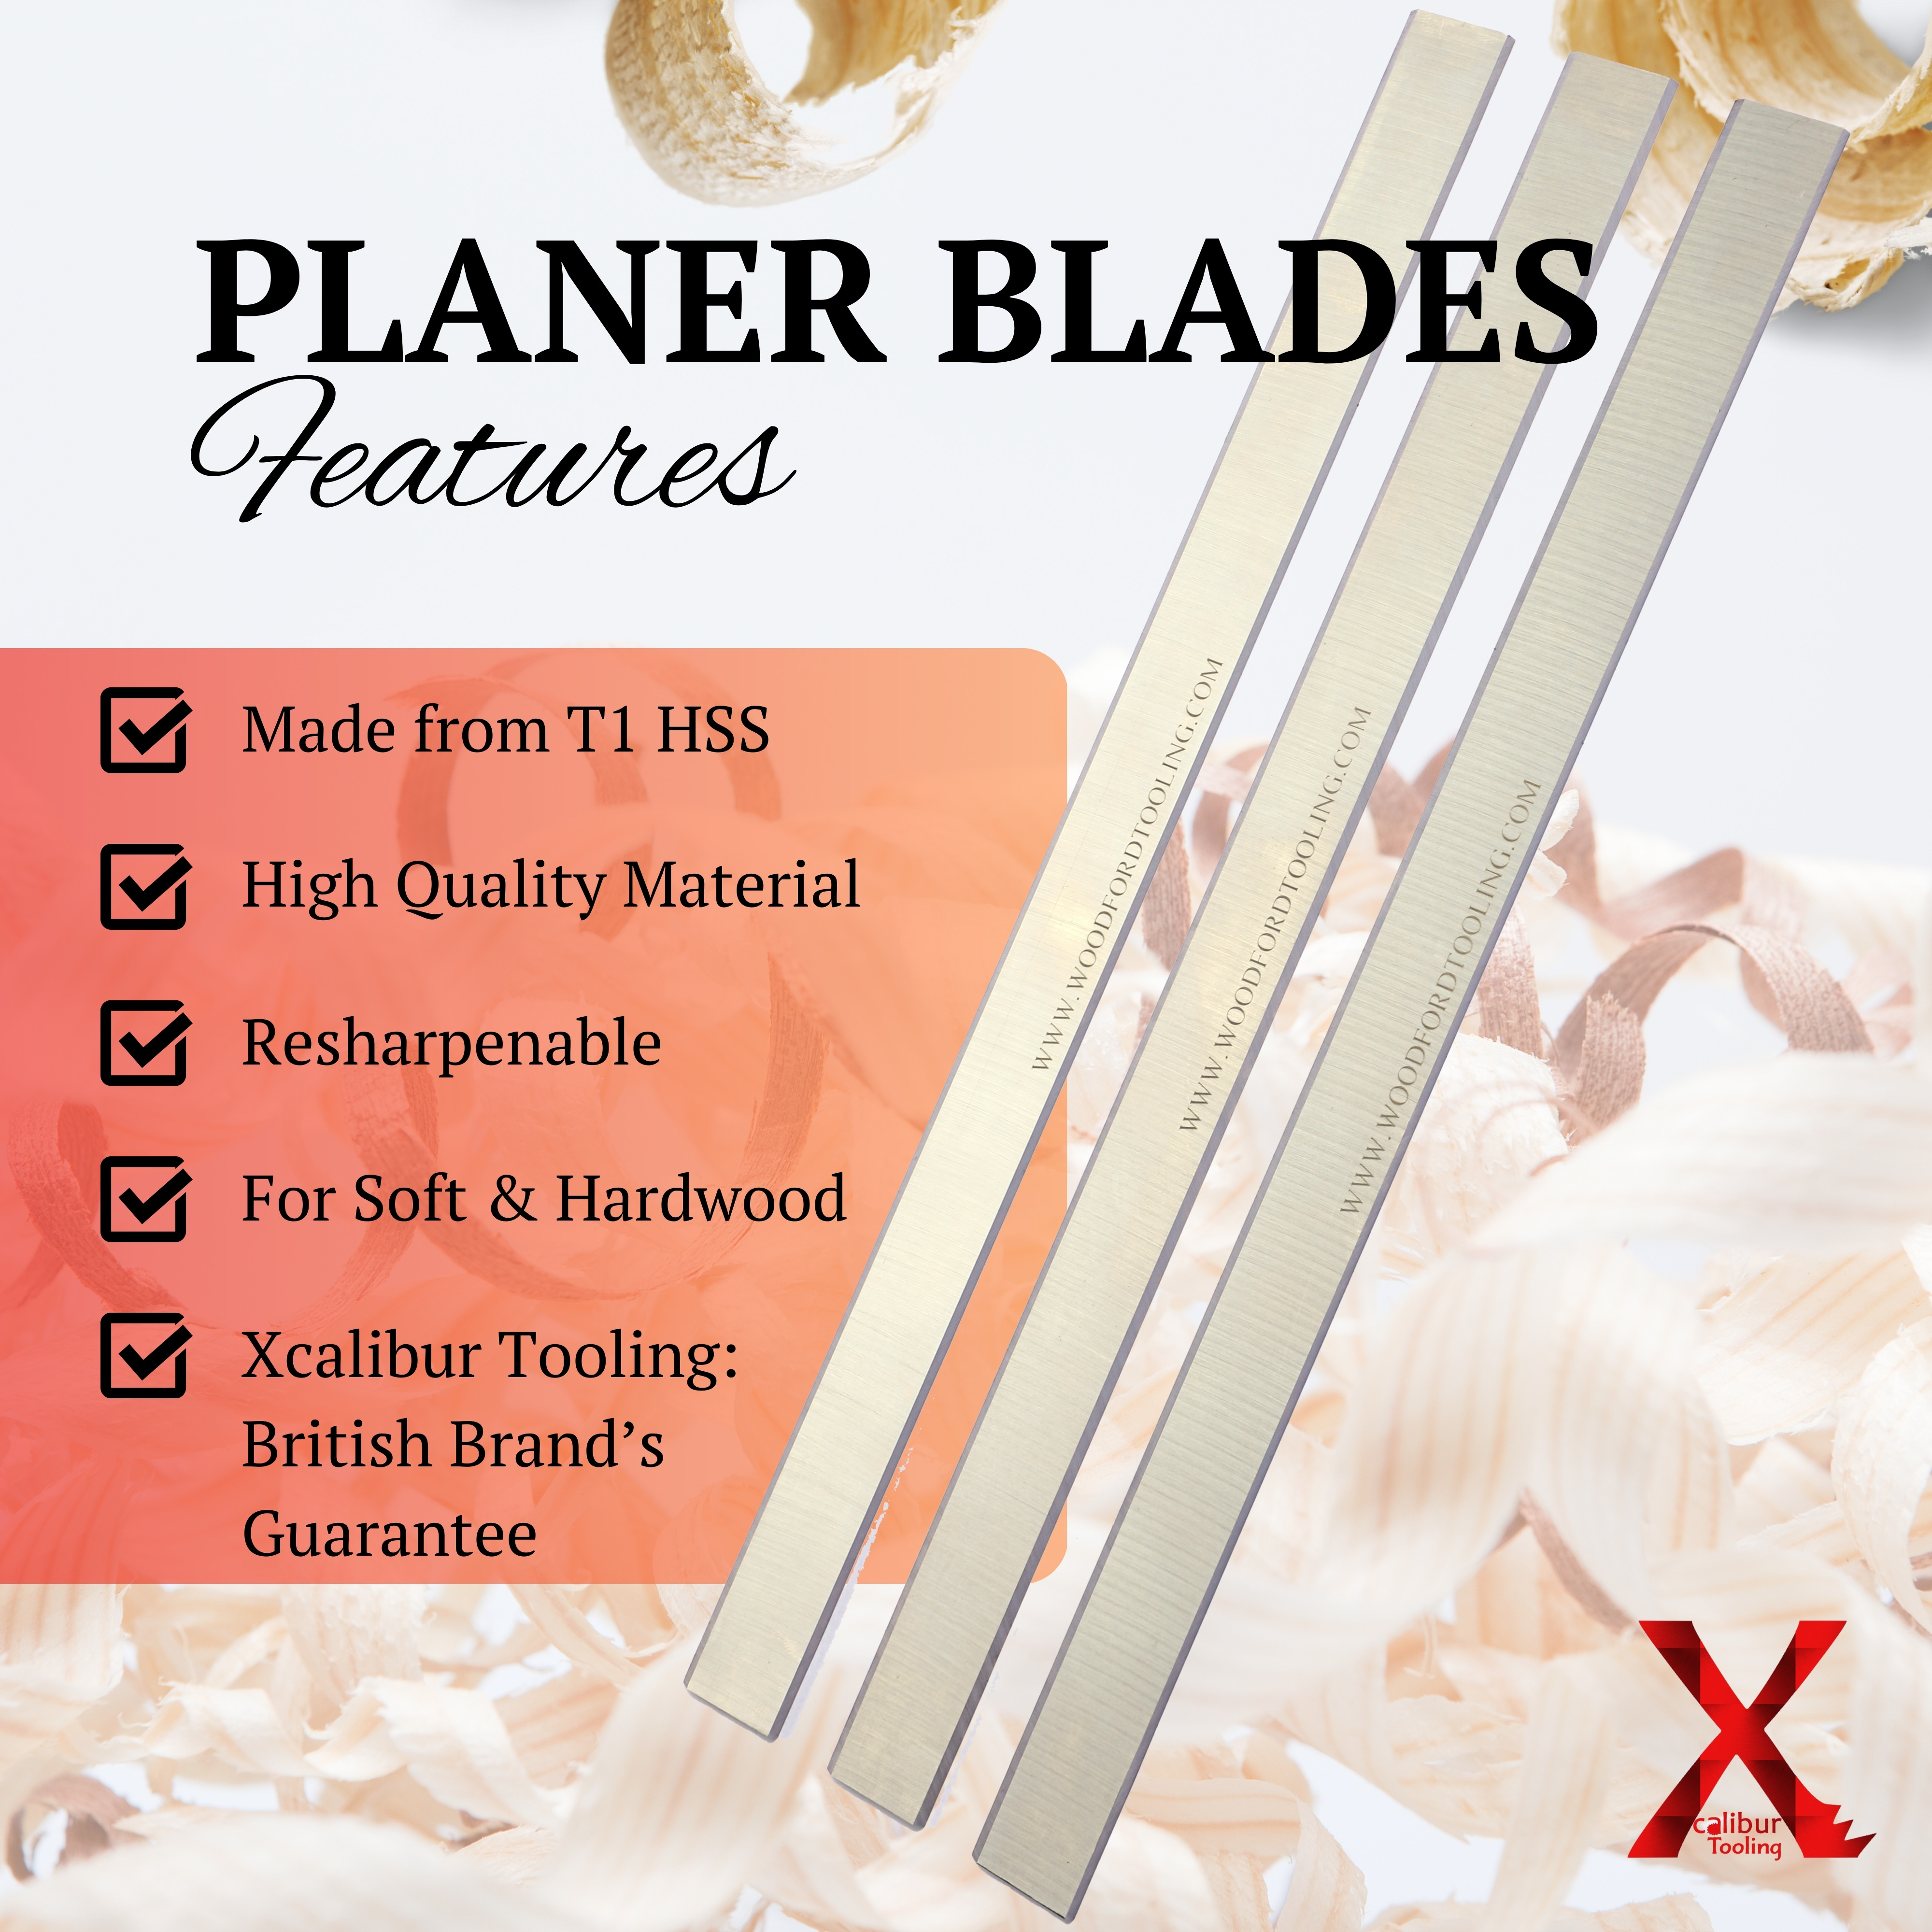 PLANER BLADES
Features
Made from T1 HSS
High Quality Material
Resharpenable
For Soft & Hardwood
Xcalibur Tooling:
British Brand’s
Guarantee
WWW.WOODFORDTOOLING.COM
WWW.WOODFORDTOOLING.COM
WWW.WOODFORDTOOLING.COM
Xcalibur
Tooling